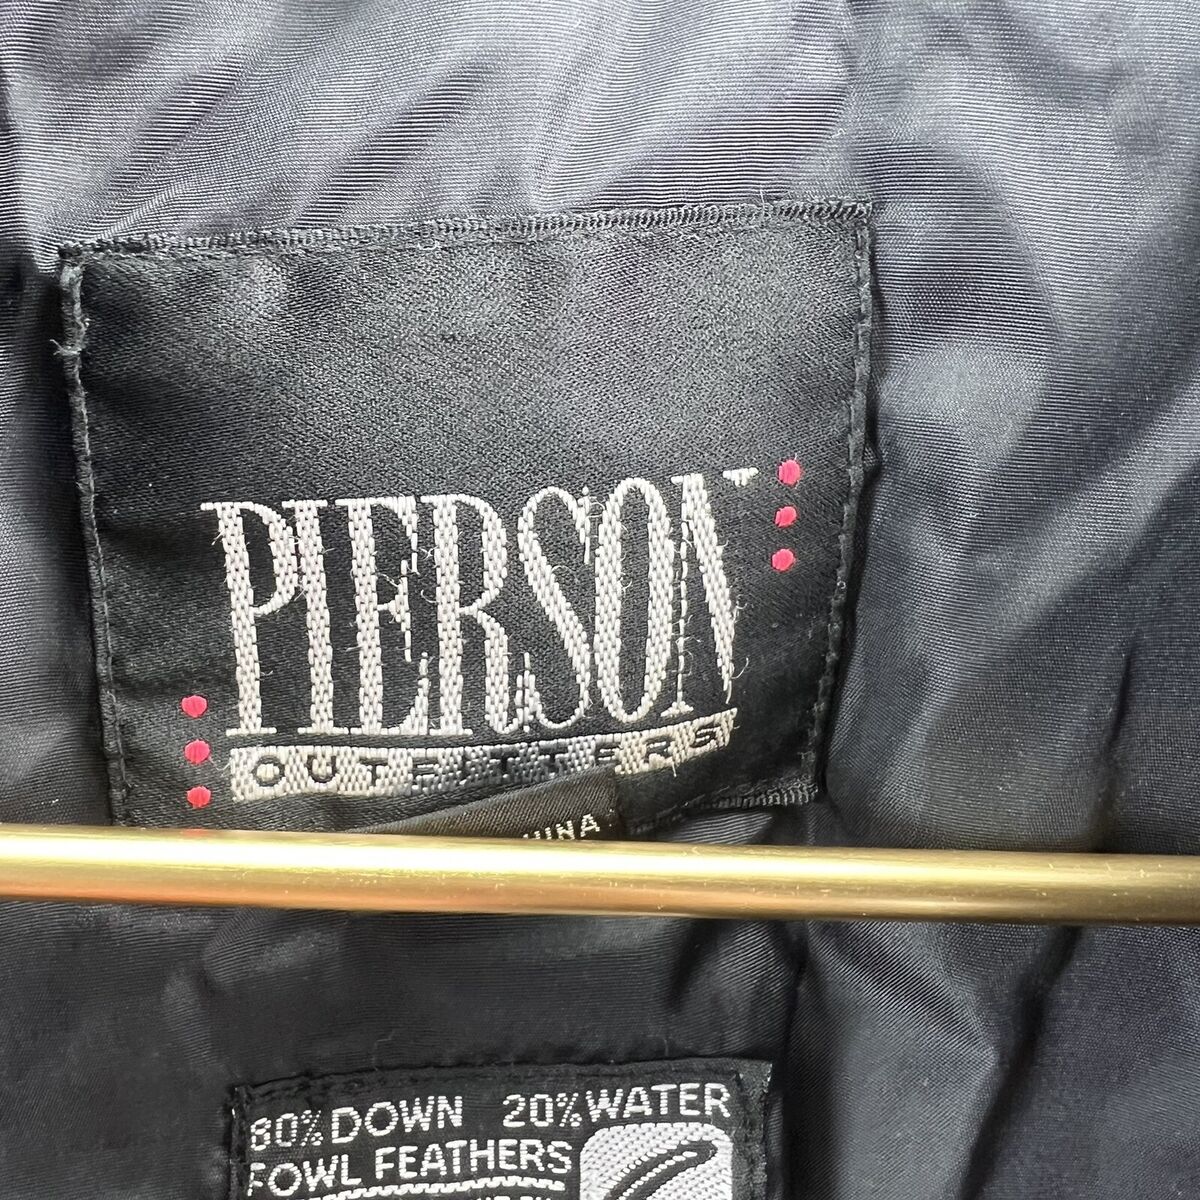 PIERSON
OUTFITTERS
80% DOWN 20% WATER
FOWL FEATHERS